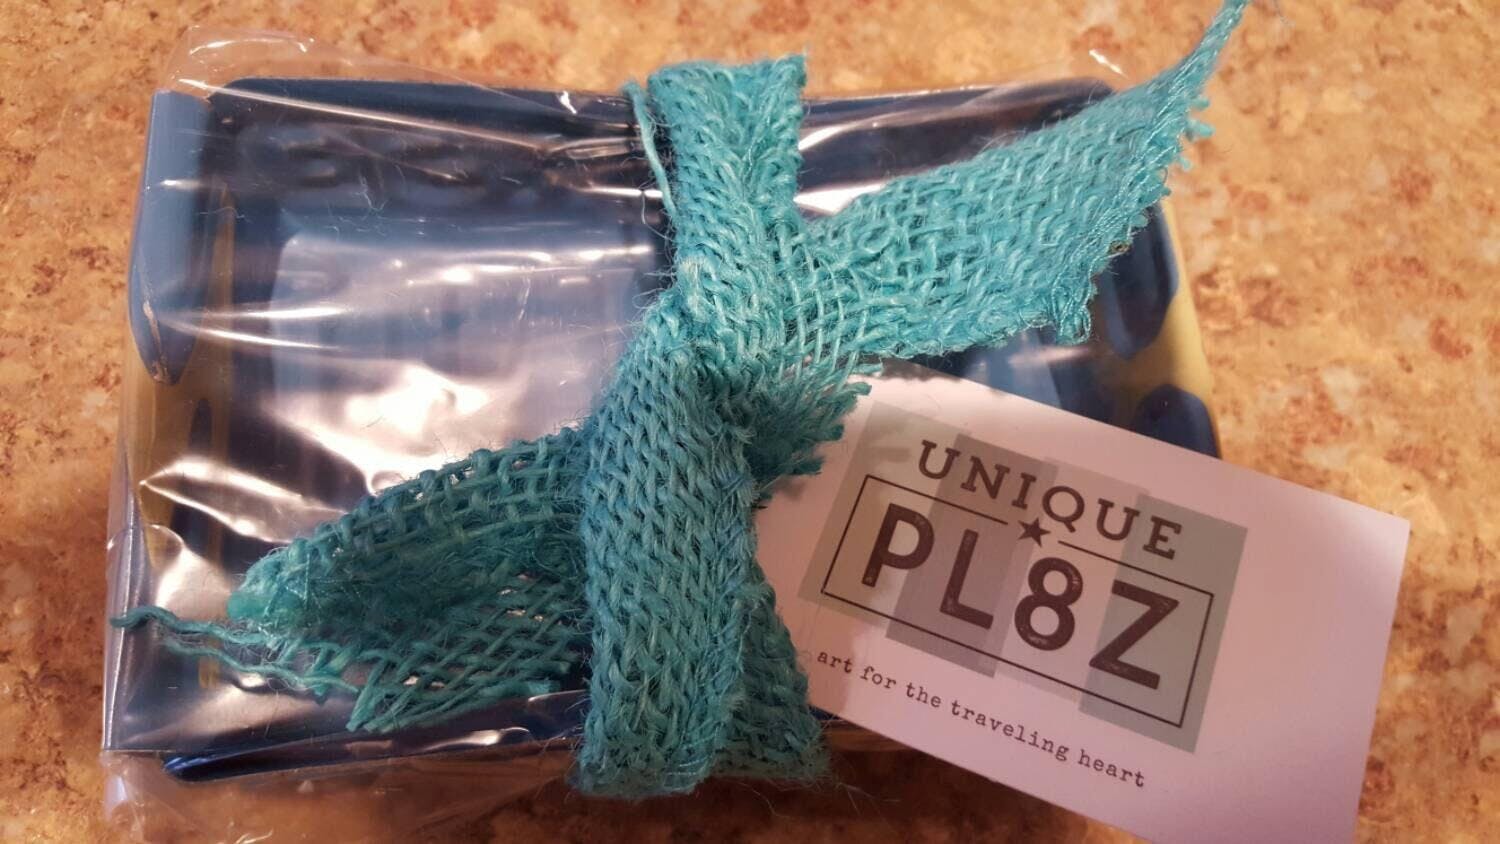 UNIQUE
PL8Z
art for the traveling heart